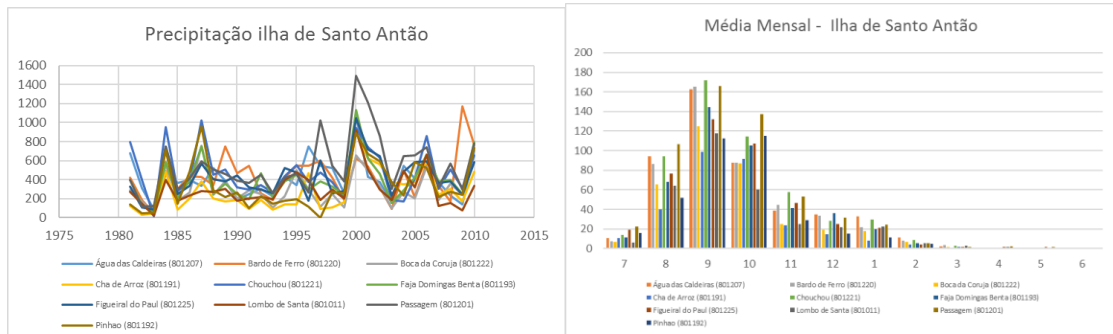 Precipitação ilha de Santo Antão
1600
1400
1200
1000
800
600
400
200
0
1975 1980 1985 1990 1995 2000 2005 2010 2015
Água das Caldeiras (801207) Bardo de Ferro (801220) Boca da Coruja (801222)
Cha de Arroz (801191) Chouchou (801221) Faja Domingas Benta (801193)
Figueiral do Paul (801225) Lombo de Santa (801011) Passagem (801201)
Pinhao (801192)
Média Mensal - Ilha de Santo Antão
200
180
160
140
120
100
80
60
40
20
0
7 8 9 10 11 12 1 2 3 4 5 6
Água das Caldeiras (801207) Bardo de Ferro (801220) Boca da Coruja (801222)
Cha de Arroz (801191) Chouchou (801221) Faja Domingas Benta (801193)
Figueiral do Paul (801225) Lombo de Santa (801011) Passagem (801201)
Pinhao (801192)